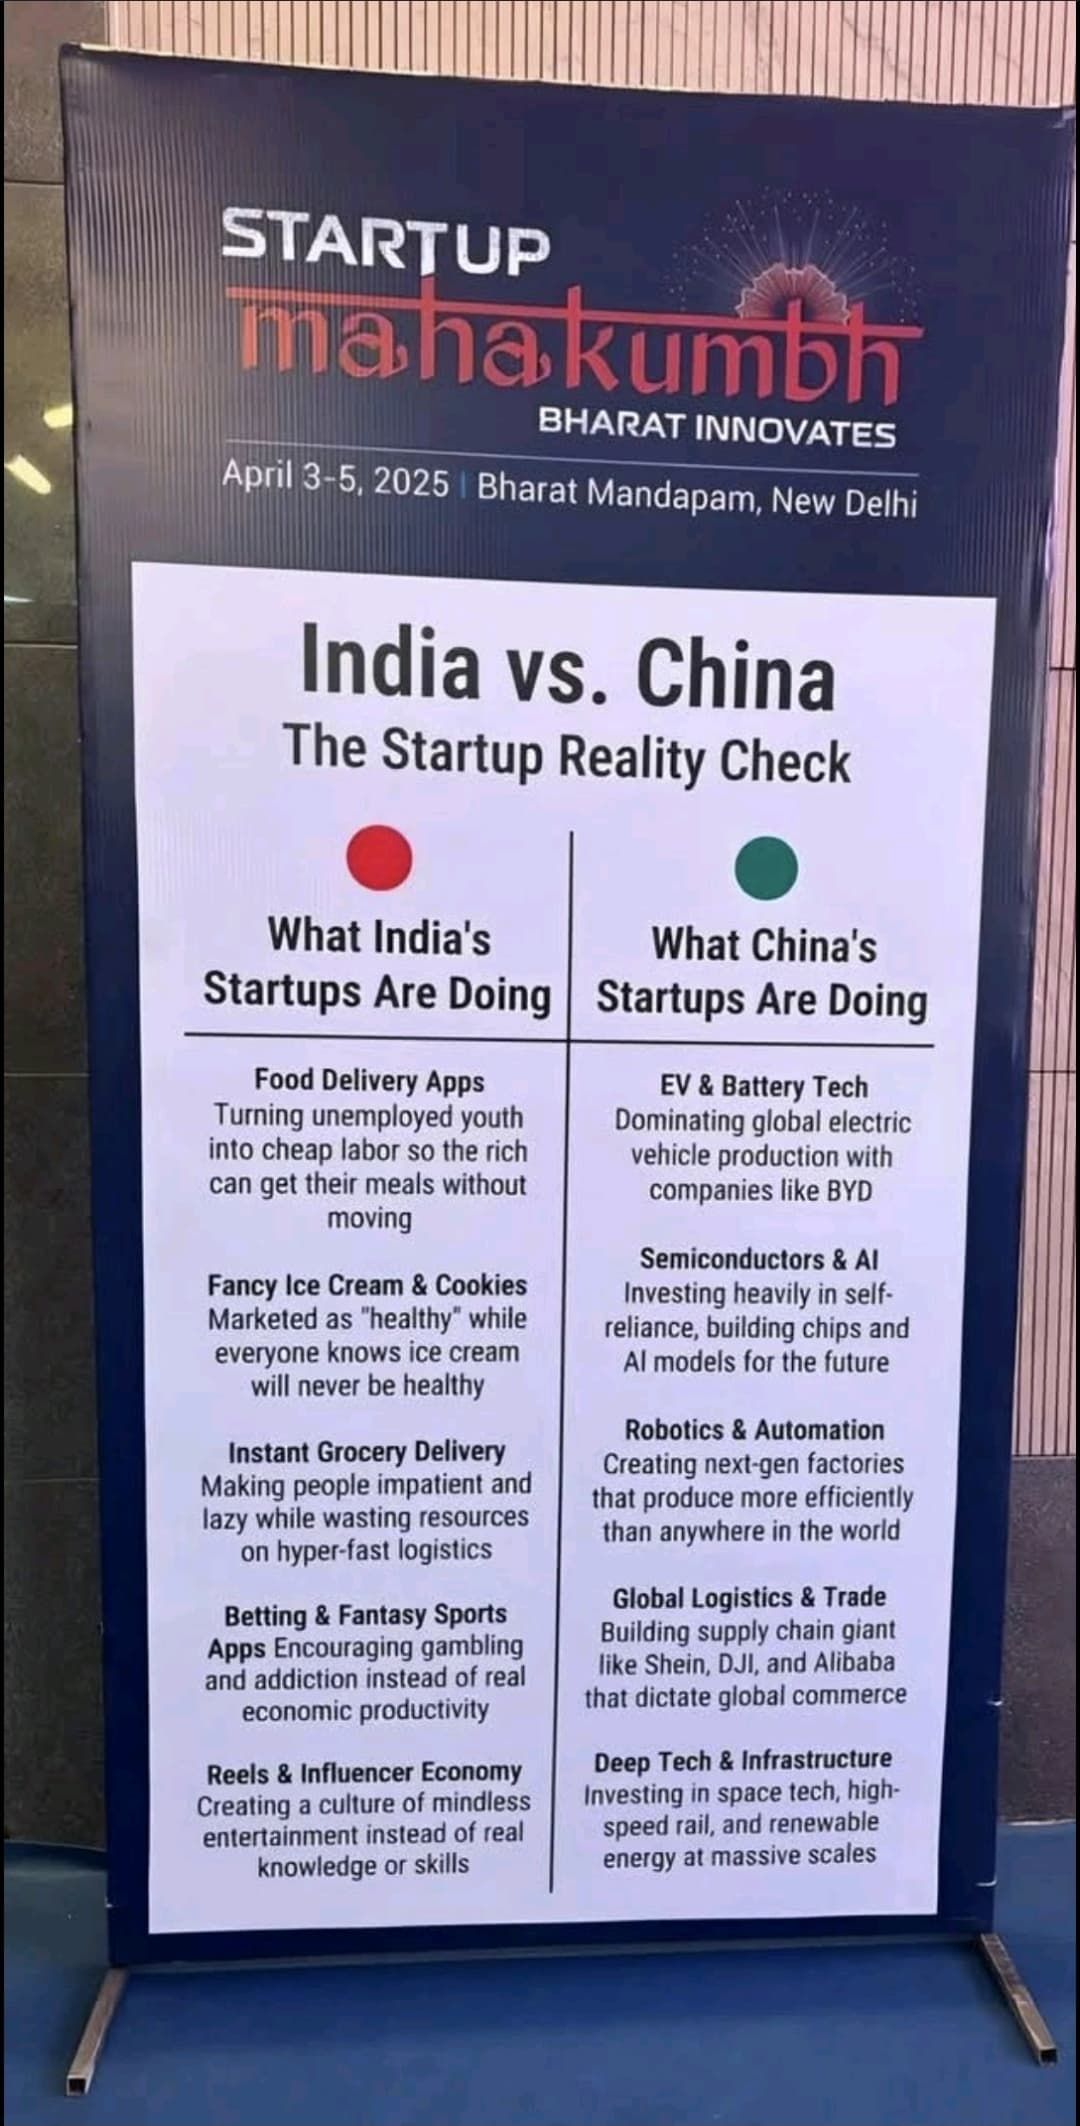 STARTUP
mahakumbh
BHARAT INNOVATES
April 3-5, 2025 | Bharat Mandapam, New Delhi
India vs. China
The Startup Reality Check
What India's
Startups Are Doing
Food Delivery Apps
Turning unemployed youth
into cheap labor so the rich
can get their meals without
moving
Fancy Ice Cream & Cookies
Marketed as "healthy" while
everyone knows ice cream
will never be healthy
Instant Grocery Delivery
Making people impatient and
lazy while wasting resources
on hyper-fast logistics
Betting & Fantasy Sports
Apps Encouraging gambling
and addiction instead of real
economic productivity
Reels & Influencer Economy
Creating a culture of mindless
entertainment instead of real
knowledge or skills
What China's
Startups Are Doing
EV & Battery Tech
Dominating global electric
vehicle production with
companies like BYD
Semiconductors & AI
Investing heavily in self-
reliance, building chips and
AI models for the future
Robotics & Automation
Creating next-gen factories
that produce more efficiently
than anywhere in the world
Global Logistics & Trade
Building supply chain giant
like Shein, DJI, and Alibaba
that dictate global commerce
Deep Tech & Infrastructure
Investing in space tech, high-
speed rail, and renewable
energy at massive scales